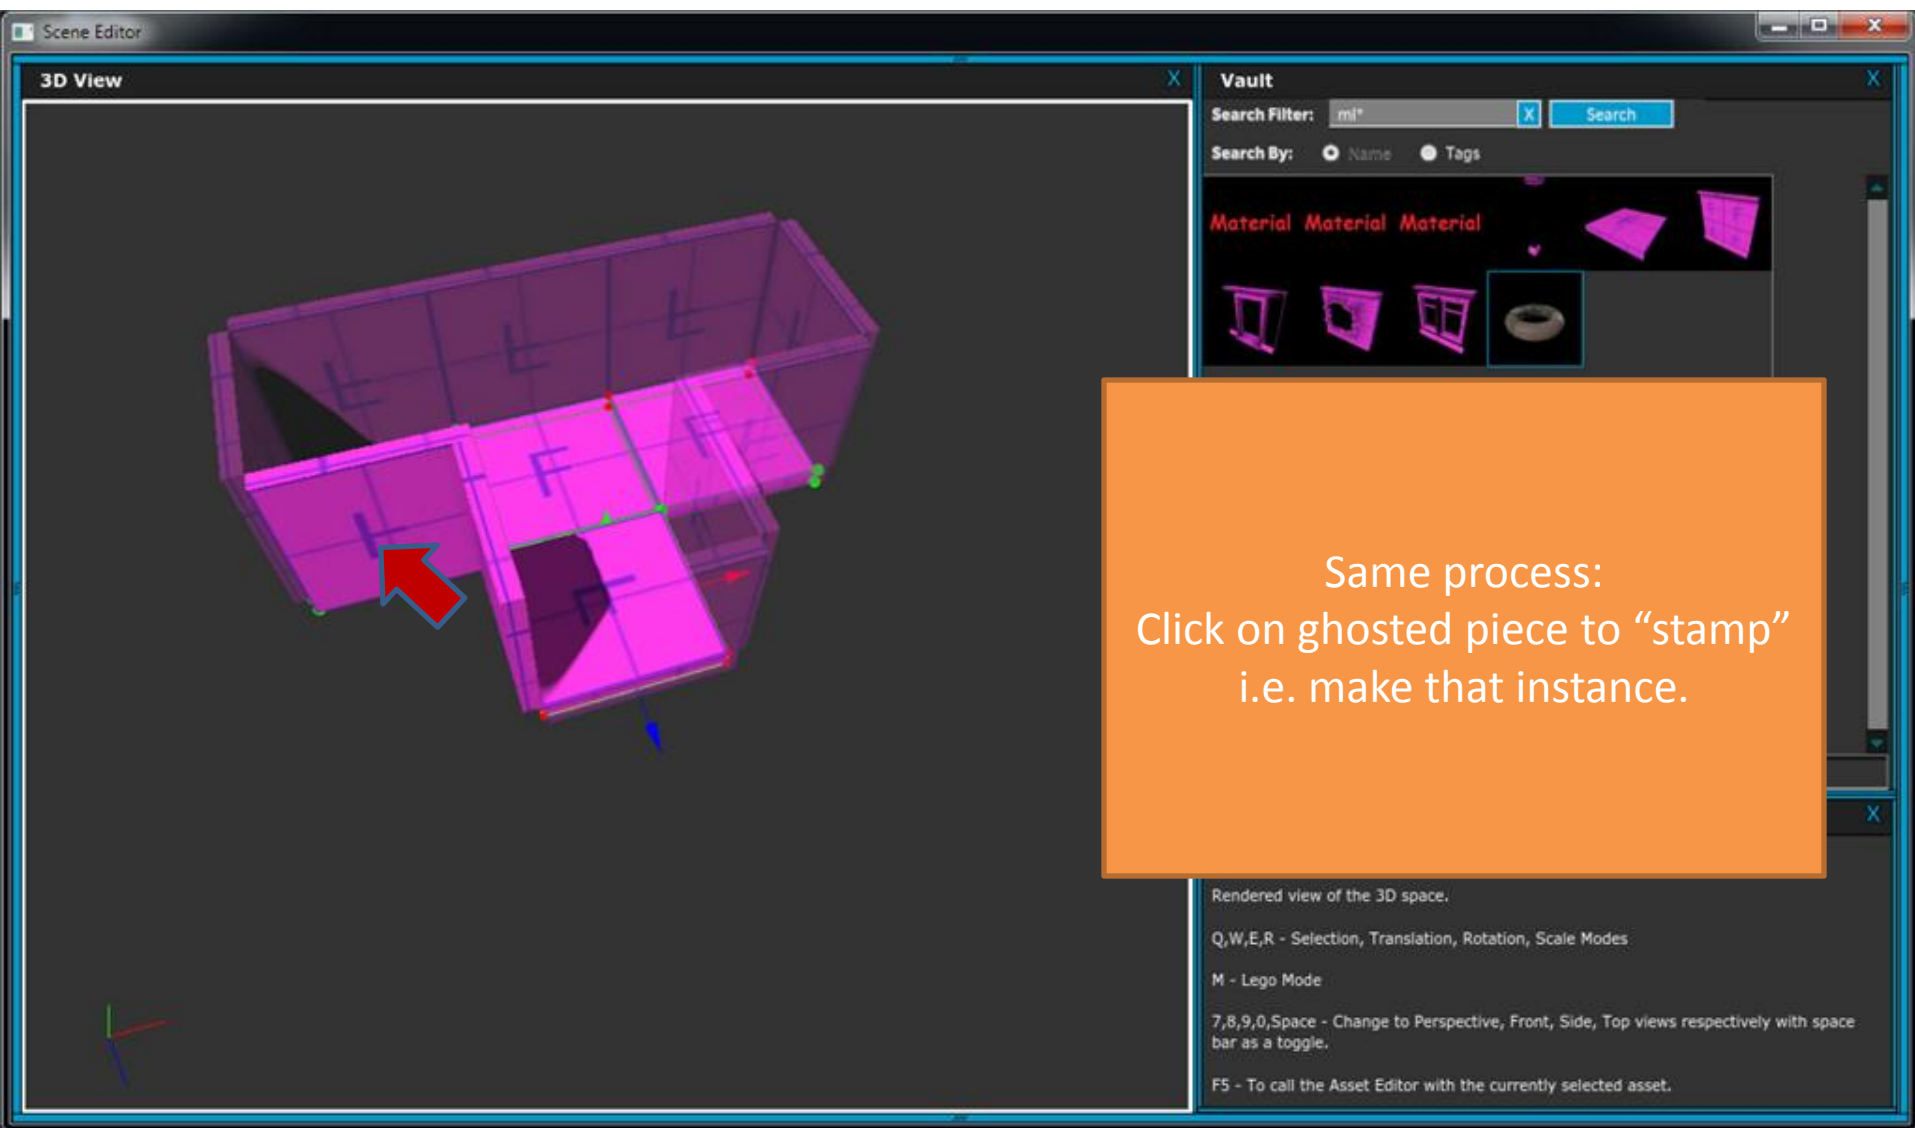 Scene Editor
3D View
X
Vault
X
Search Filter:
ml*
X
Search
Search By:
Name
Tags
Material Material Material
Same process:
Click on ghosted piece to “stamp”
i.e. make that instance.
X
Rendered view of the 3D space.
Q,W,E,R - Selection, Translation, Rotation, Scale Modes
M - Lego Mode
7,8,9,0,Space - Change to Perspective, Front, Side, Top views respectively with space
bar as a toggle.
F5 - To call the Asset Editor with the currently selected asset.